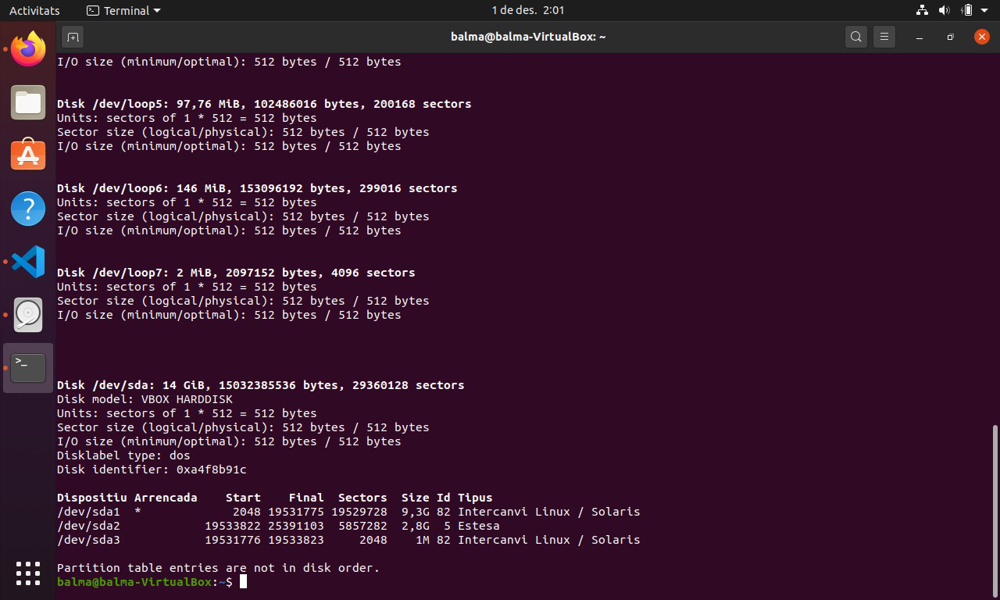 Activitats Terminal 1 de des. 2:01
balma@balma-VirtualBox: ~
I/O size (minimum/optimal): 512 bytes / 512 bytes
Disk /dev/loop5: 97,76 MiB, 102486016 bytes, 200168 sectors
Units: sectors of 1 * 512 = 512 bytes
Sector size (logical/physical): 512 bytes / 512 bytes
I/O size (minimum/optimal): 512 bytes / 512 bytes
Disk /dev/loop6: 146 MiB, 153096192 bytes, 299016 sectors
Units: sectors of 1 * 512 = 512 bytes
Sector size (logical/physical): 512 bytes / 512 bytes
I/O size (minimum/optimal): 512 bytes / 512 bytes
Disk /dev/loop7: 2 MiB, 2097152 bytes, 4096 sectors
Units: sectors of 1 * 512 = 512 bytes
Sector size (logical/physical): 512 bytes / 512 bytes
I/O size (minimum/optimal): 512 bytes / 512 bytes
Disk /dev/sda: 14 GiB, 15032385536 bytes, 29360128 sectors
Disk model: VBOX HARDDISK
Units: sectors of 1 * 512 = 512 bytes
Sector size (logical/physical): 512 bytes / 512 bytes
I/O size (minimum/optimal): 512 bytes / 512 bytes
Disklabel type: dos
Disk identifier: 0xa4f8b91c
Dispositiu Arrencada    Start    Final  Sectors  Size Id Tipus
/dev/sda1  *             2048 19531775 19529728  9,3G 82 Intercanvi Linux / Solaris
/dev/sda2            19533822 25391103  5857282  2,8G  5 Estesa
/dev/sda3            19531776 19533823     2048    1M 82 Intercanvi Linux / Solaris
Partition table entries are not in disk order.
balma@balma-VirtualBox:~$